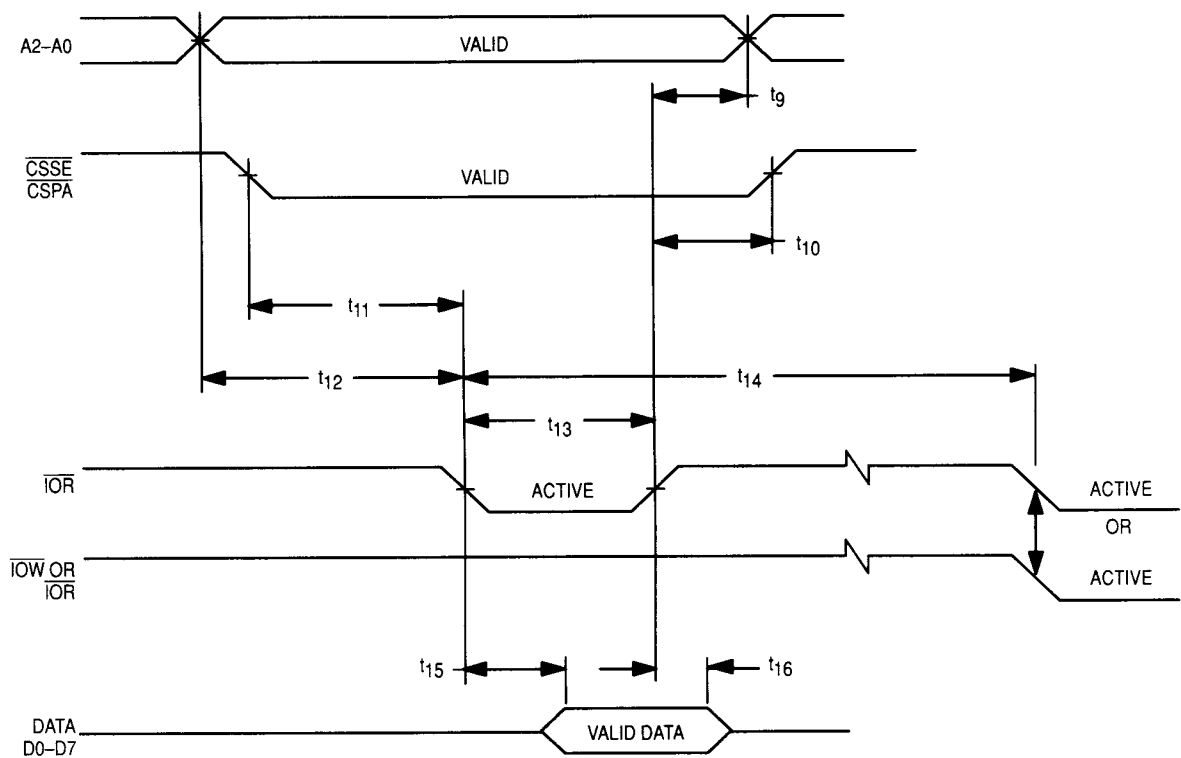 A2–A0
VALID
t9
CSSE
CSPA
VALID
t10
t11
t12
t14
t13
IOR
ACTIVE
ACTIVE
OR
IOW OR
IOR
ACTIVE
t15
t16
DATA
D0–D7
VALID DATA